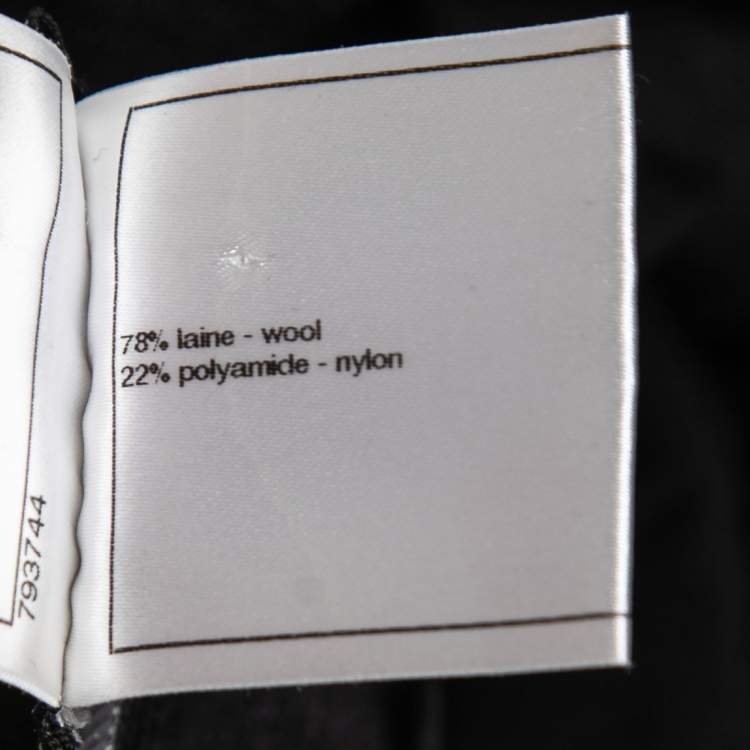 78% laine - wool
22% polyamide - nylon
793744